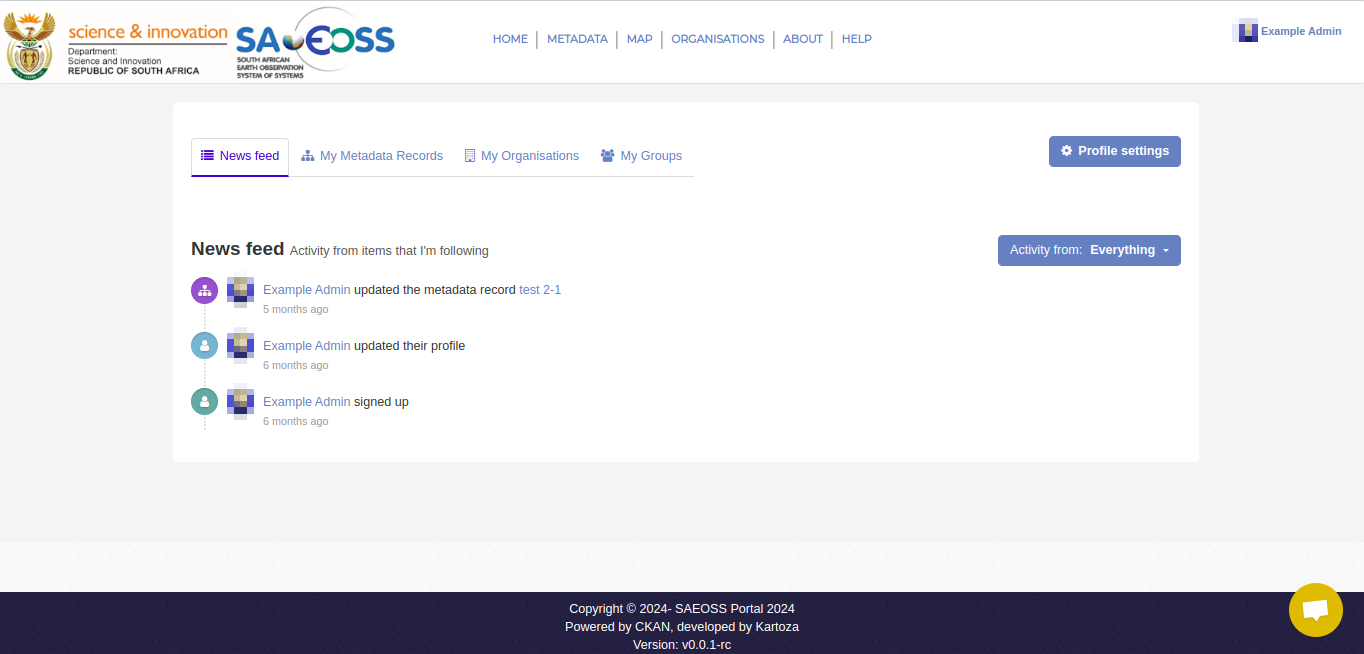 science & innovation
Department:
Science and Innovation
REPUBLIC OF SOUTH AFRICA
SAEOSS
SOUTH AFRICAN
EARTH OBSERVATION
SYSTEM OF SYSTEMS
HOME METADATA MAP ORGANISATIONS ABOUT HELP
Example Admin
News feed My Metadata Records My Organisations My Groups
Profile settings
News feed Activity from items that I'm following
Activity from: Everything
Example Admin updated the metadata record test 2-1
5 months ago
Example Admin updated their profile
6 months ago
Example Admin signed up
6 months ago
Copyright © 2024- SAEOSS Portal 2024
Powered by CKAN, developed by Kartoza
Version: v0.0.1-rc